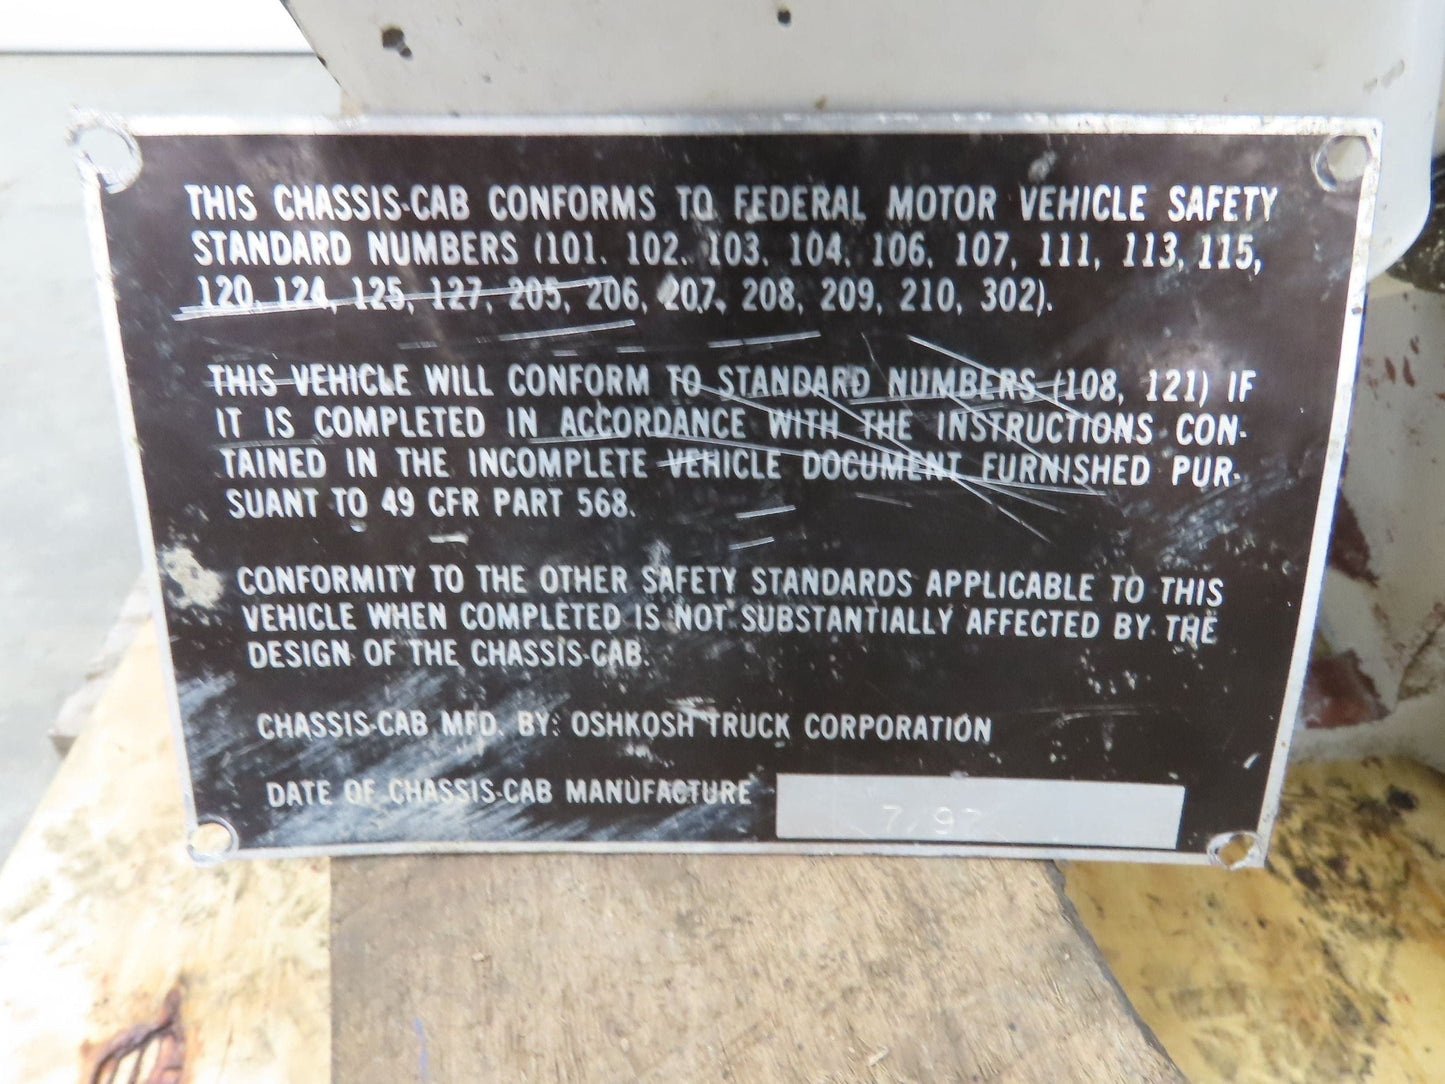 THIS CHASSIS-CAB CONFORMS TO FEDERAL MOTOR VEHICLE SAFETY
STANDARD NUMBERS (101, 102, 103, 104, 106, 107, 111, 113, 115,
120, 124, 125, 127, 205, 206, 207, 208, 209, 210, 302).
THIS VEHICLE WILL CONFORM TO STANDARD NUMBERS (108, 121) IF
IT IS COMPLETED IN ACCORDANCE WITH THE INSTRUCTIONS CON-
TAINED IN THE INCOMPLETE VEHICLE DOCUMENT FURNISHED PUR-
SUANT TO 49 CFR PART 568.
CONFORMITY TO THE OTHER SAFETY STANDARDS APPLICABLE TO THIS
VEHICLE WHEN COMPLETED IS NOT SUBSTANTIALLY AFFECTED BY THE
DESIGN OF THE CHASSIS-CAB.
CHASSIS-CAB MFD. BY: OSHKOSH TRUCK CORPORATION
DATE OF CHASSIS-CAB MANUFACTURE 7/97